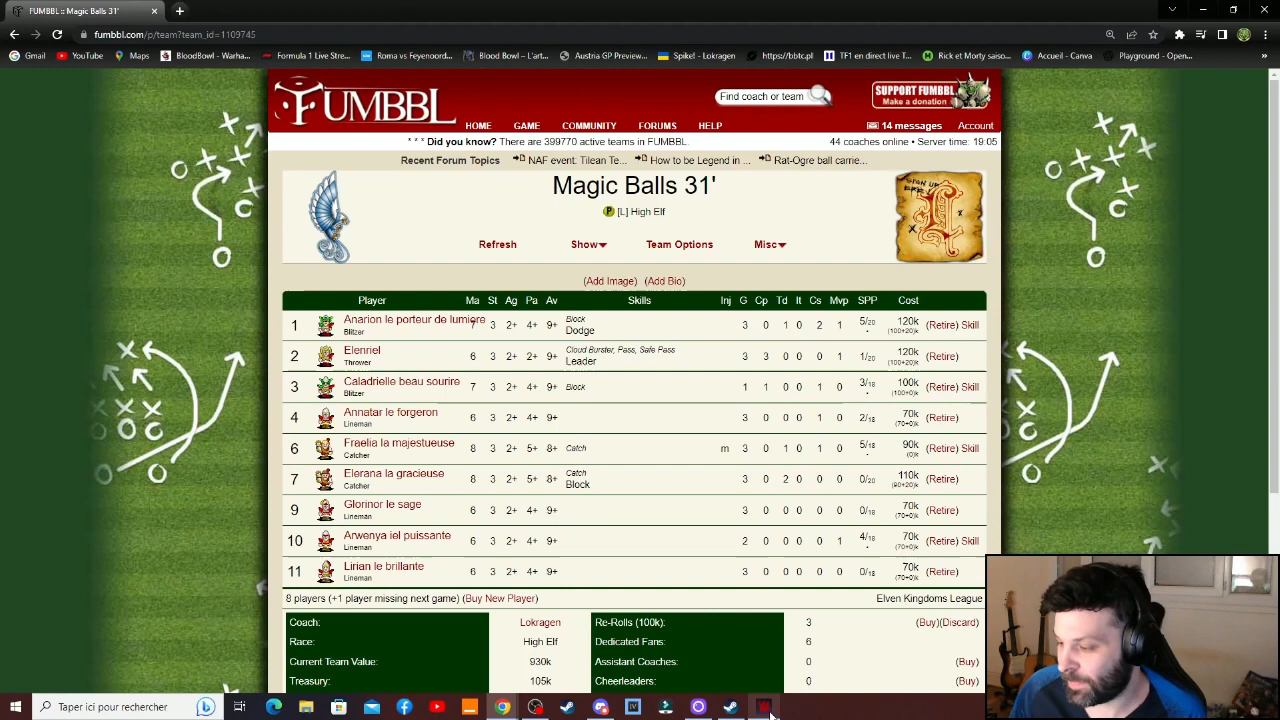 FUMBBL :: Magic Balls 31'
fumbbl.com/p/team?team_id=1109745
Gmail YouTube Maps BloodBowl - Warha... Formula 1 Live Stre... Roma vs Feyenoord... Blood Bowl – L'art... Austria GP Preview... Spike! - Lokragen https//bbtc.pl TF1 en direct live T... Rick et Morty saiso... Accueil - Canva Playground - Open... »
FUMBBL
Find coach or team
SUPPORT FUMBBL
Make a donation
HOME GAME COMMUNITY FORUMS HELP 14 messages Account
* * * Did you know? There are 399770 active teams in FUMBBL. 44 coaches online • Server time: 19:05
Recent Forum Topics NAF event: Tilean Te... How to be Legend in ... Rat-Ogre ball carrie...
Magic Balls 31'
[L] High Elf
Refresh Show Team Options Misc
(Add Image) (Add Bio)
Player Ma St Ag Pa Av Skills Inj G Cp Td It Cs Mvp SPP Cost
1 Anarion le porteur de lumière 7 3 2+ 4+ 9+ Block 3 0 1 0 2 1 5/20 120k (Retire) Skill
Blitzer Dodge (100+20)k
2 Elenriel 6 3 2+ 2+ 9+ Cloud Burster, Pass, Safe Pass 3 3 0 0 0 1 1/20 120k (Retire)
Thrower Leader (100+20)k
3 Caladrielle beau sourire 7 3 2+ 4+ 9+ Block 1 1 0 0 1 0 3/18 100k (Retire) Skill
Blitzer (100+0)k
4 Annatar le forgeron 6 3 2+ 4+ 9+ 3 0 0 0 1 0 2/18 70k (Retire)
Lineman (70+0)k
6 Fraelia la majestueuse 8 3 2+ 5+ 8+ Catch m 3 0 1 0 1 0 5/18 90k (Retire) Skill
Catcher (0)k
7 Elerana la gracieuse 8 3 2+ 5+ 8+ Catch 3 0 2 0 0 0 0/20 110k (Retire)
Catcher Block (90+20)k
9 Glorinor le sage 6 3 2+ 4+ 9+ 3 0 0 0 0 0 0/18 70k (Retire)
Lineman (70+0)k
10 Arwenya iel puissante 6 3 2+ 4+ 9+ 2 0 0 0 0 1 4/18 70k (Retire) Skill
Lineman (70+0)k
11 Lirian le brillante 6 3 2+ 4+ 9+ 3 0 0 0 0 0 0/18 70k (Retire)
Lineman (70+0)k
8 players (+1 player missing next game) (Buy New Player) Elven Kingdoms League
Coach: Lokragen Re-Rolls (100k): 3 (Buy)(Discard)
Race: High Elf Dedicated Fans: 6
Current Team Value: 930k Assistant Coaches: 0 (Buy)
Treasury: 105k Cheerleaders: 0 (Buy)
Taper ici pour rechercher